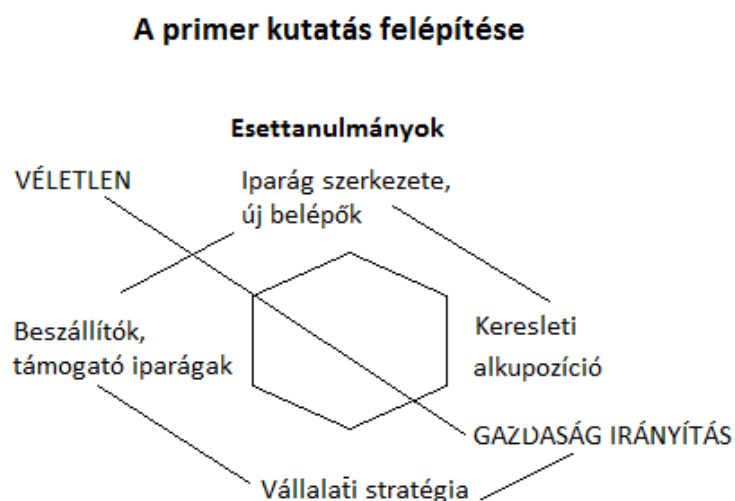 A primer kutatás felépítése
Esettanulmányok
VÉLETLEN
Iparág szerkezete,
új belépők
Beszállítók,
támogató iparágak
Keresleti
alkupozíció
GAZDASÁG IRÁNYÍTÁS
Vállalati stratégia